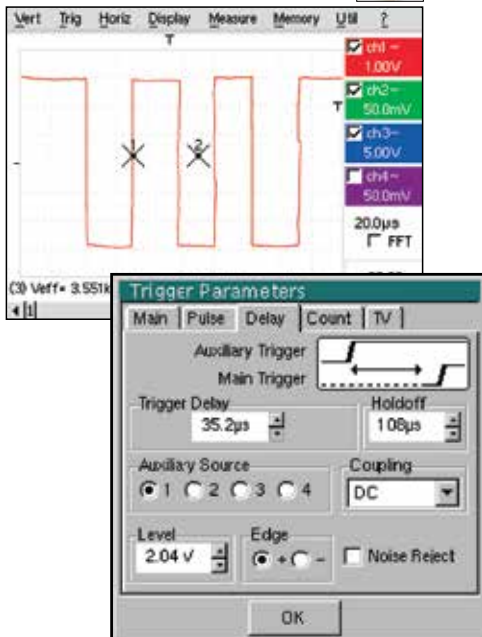 Vert Trig Horiz Display Measure Memory Util ?
T
ch1 ~
1.00V
ch2~
T
50.0mV
ch3~
5.00V
ch4~
50.0mV
1 2
20.0µs
FFT
(3) Veff= 3.551k
[1]
Trigger Parameters
Main Pulse Delay Count TV
Auxiliary Trigger
Main Trigger
Trigger Delay Holdoff
35.2µs 108µs
Auxiliary Source Coupling
1 2 3 4 DC
Level Edge
2.04 V + - Noise Reject
OK